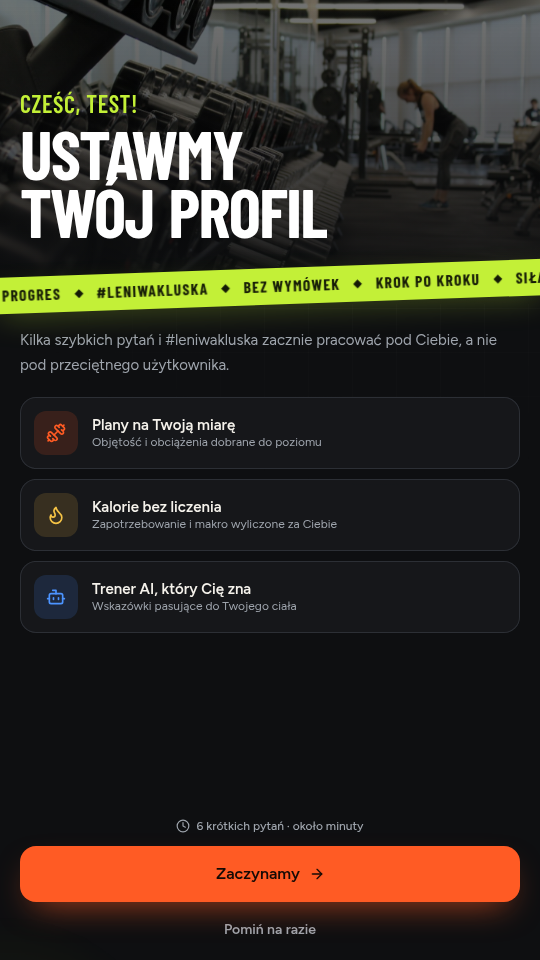 CZEŚĆ, TEST!
USTAWMY
TWÓJ PROFIL
PROGRES ◆ #LENIWAKLUSKA ◆ BEZ WYMÓWEK ◆ KROK PO KROKU ◆
Kilka szybkich pytań i #leniwakluska zacznie pracować pod Ciebie, a nie
pod przeciętnego użytkownika.
Plany na Twoją miarę
Objętość i obciążenia dobrane do poziomu
Kalorie bez liczenia
Zapotrzebowanie i makro wyliczone za Ciebie
Trener AI, który Cię zna
Wskazówki pasujące do Twojego ciała
6 krótkich pytań · około minuty
Zaczynamy →
Pomiń na razie